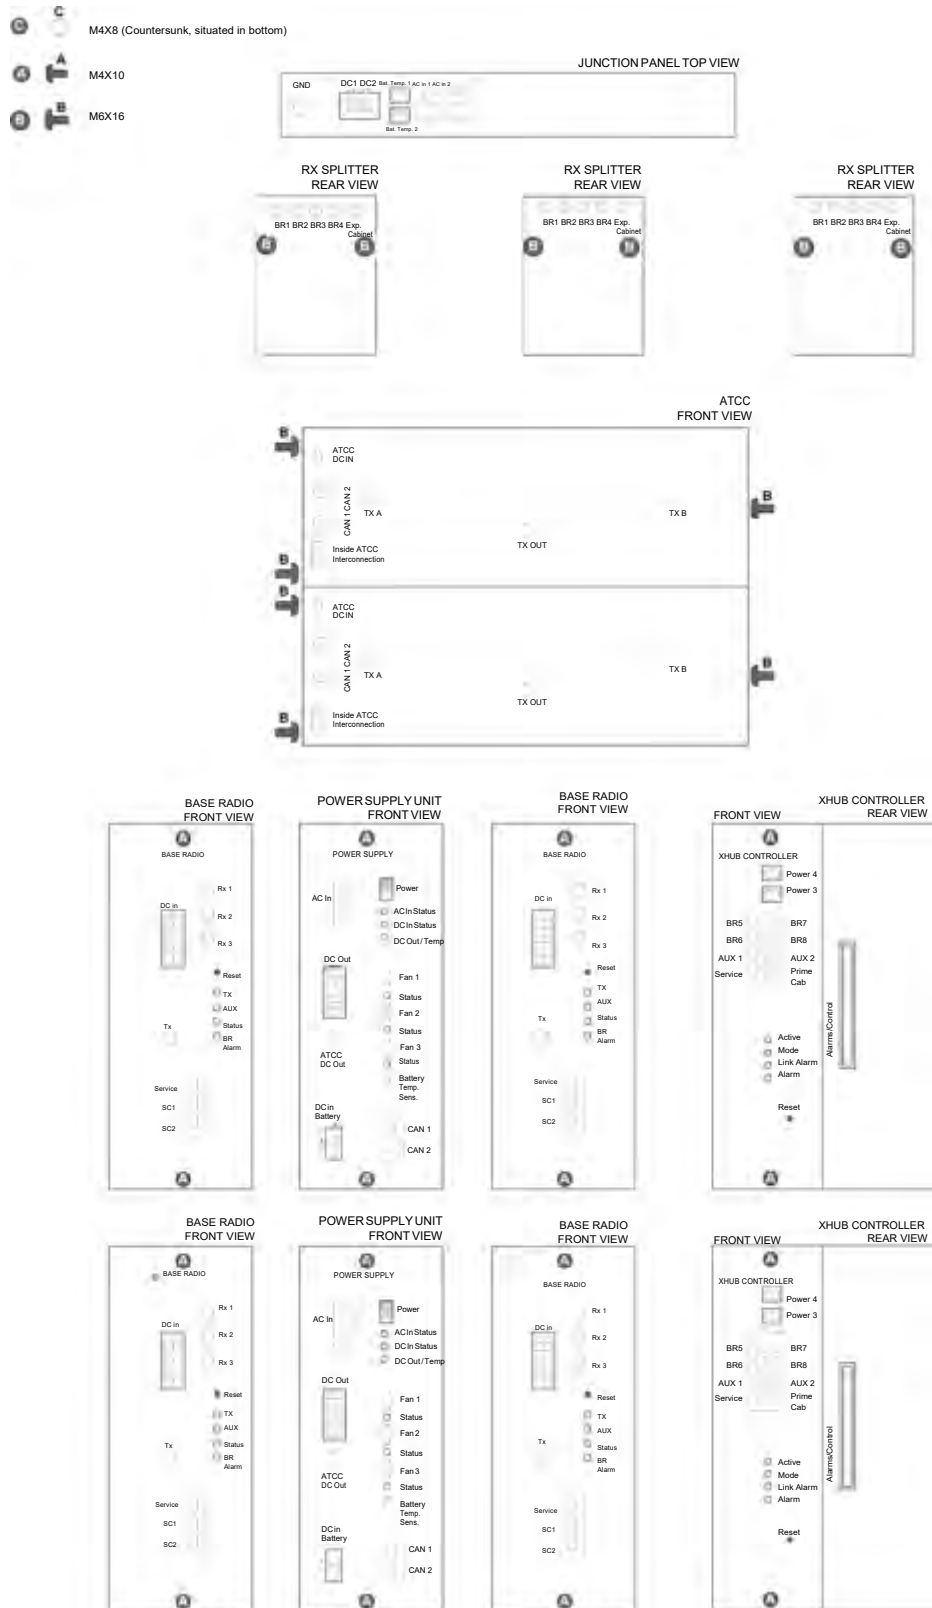 C
C M4X8 (Countersunk, situated in bottom)
A
A M4X10
B
B M6X16
JUNCTION PANEL TOP VIEW
GND DC1 DC2 Bat. Temp. 1 AC in 1 AC in 2
Bat. Temp. 2
RX SPLITTER
REAR VIEW
BR1 BR2 BR3 BR4 Exp.
Cabinet
B B
RX SPLITTER
REAR VIEW
BR1 BR2 BR3 BR4 Exp.
Cabinet
B B
RX SPLITTER
REAR VIEW
BR1 BR2 BR3 BR4 Exp.
Cabinet
B B
ATCC
FRONT VIEW
B
ATCC
DC IN
CAN 1 CAN 2
TX A
TX B
B
TX OUT
Inside ATCC
Interconnection
B
B
ATCC
DC IN
CAN 1 CAN 2
TX A
TX B
B
TX OUT
Inside ATCC
Interconnection
B
BASE RADIO
FRONT VIEW
A
BASE RADIO
Rx 1
DC in
Rx 2
Rx 3
Reset
TX
AUX
Tx
Status
BR
Alarm
Service
SC1
SC2
A
POWER SUPPLY UNIT
FRONT VIEW
A
POWER SUPPLY
AC In
Power
AC In Status
DC In Status
DC Out / Temp
DC Out
Fan 1
Status
Fan 2
Status
Fan 3
ATCC
DC Out
Status
Battery
Temp.
Sens.
DC in
Battery
CAN 1
CAN 2
A
BASE RADIO
FRONT VIEW
A
BASE RADIO
Rx 1
DC in
Rx 2
Rx 3
Reset
TX
AUX
Tx
Status
BR
Alarm
Service
SC1
SC2
A
XHUB CONTROLLER
FRONT VIEW REAR VIEW
A
XHUB CONTROLLER
Power 4
Power 3
BR5 BR7
BR6 BR8
AUX 1 AUX 2
Service Prime
Cab
Alarms/Control
Active
Mode
Link Alarm
Alarm
Reset
A
BASE RADIO
FRONT VIEW
A
BASE RADIO
Rx 1
DC in
Rx 2
Rx 3
Reset
TX
AUX
Tx
Status
BR
Alarm
Service
SC1
SC2
A
POWER SUPPLY UNIT
FRONT VIEW
A
POWER SUPPLY
AC In
Power
AC In Status
DC In Status
DC Out / Temp
DC Out
Fan 1
Status
Fan 2
Status
Fan 3
ATCC
DC Out
Status
Battery
Temp.
Sens.
DC in
Battery
CAN 1
CAN 2
A
BASE RADIO
FRONT VIEW
A
BASE RADIO
Rx 1
DC in
Rx 2
Rx 3
Reset
TX
AUX
Tx
Status
BR
Alarm
Service
SC1
SC2
A
XHUB CONTROLLER
FRONT VIEW REAR VIEW
A
XHUB CONTROLLER
Power 4
Power 3
BR5 BR7
BR6 BR8
AUX 1 AUX 2
Service Prime
Cab
Alarms/Control
Active
Mode
Link Alarm
Alarm
Reset
A